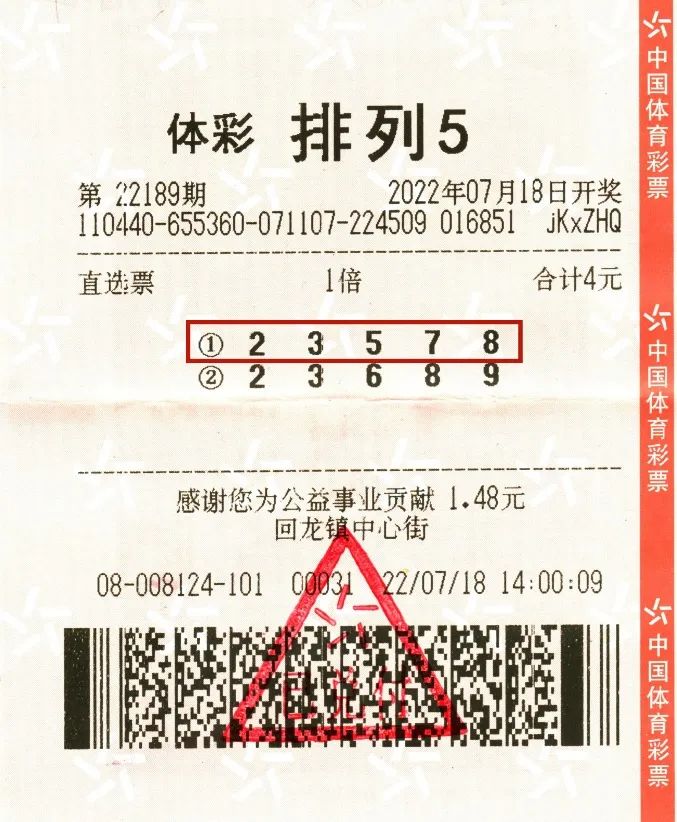 体彩 排列5
第 22189期 2022年07月18日开奖
110440-655360-071107-224509 016851 jKxZHQ
直选票 1倍 合计4元
① 2 3 5 7 8
② 2 3 6 8 9
感谢您为公益事业贡献 1.48元
回龙镇中心街
08-008124-101 00031 22/07/18 14:00:09
已兑付
中国体育彩票
中国体育彩票
中国体育彩票